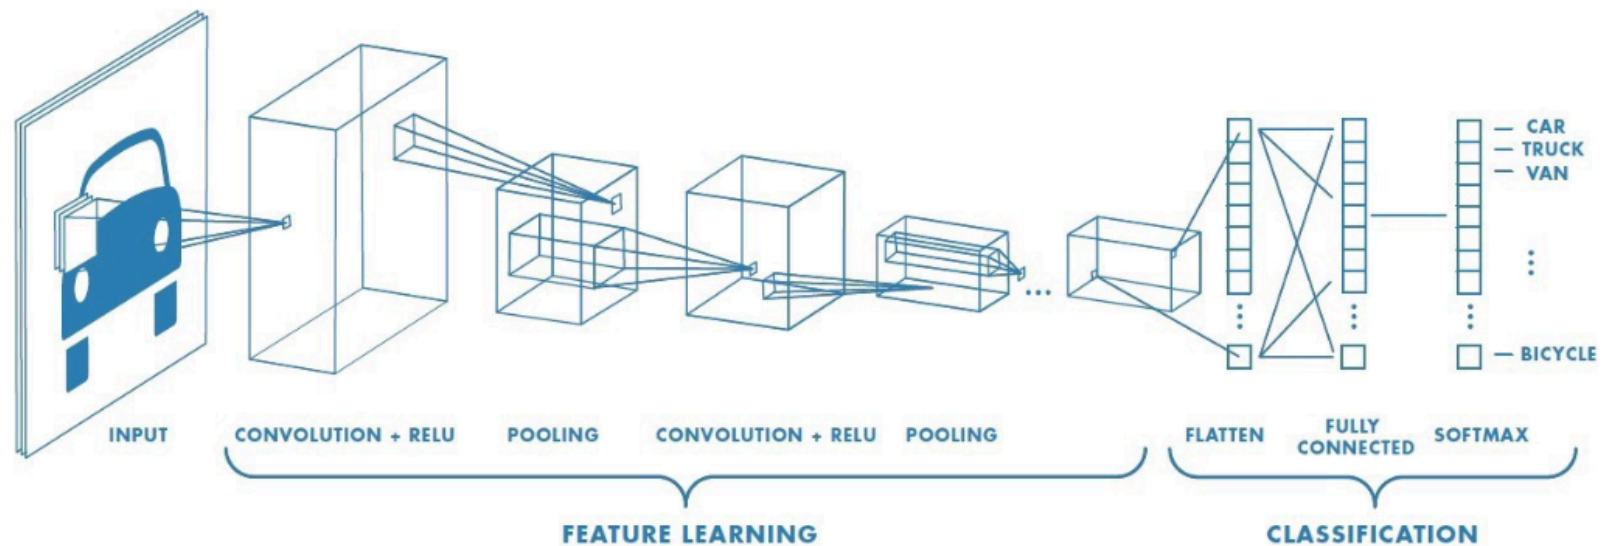 CAR
TRUCK
VAN
BICYCLE
INPUT
CONVOLUTION + RELU
POOLING
CONVOLUTION + RELU
POOLING
FLATTEN
FULLY
CONNECTED
SOFTMAX
FEATURE LEARNING
CLASSIFICATION